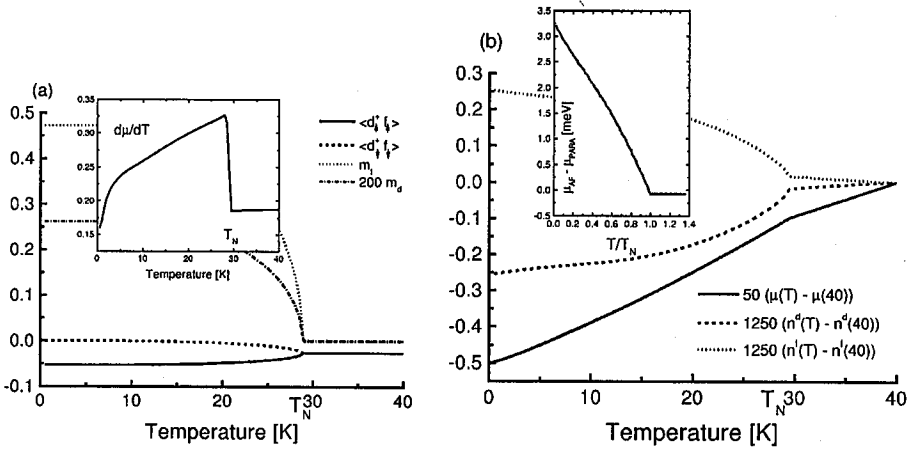 (a)
0.5
0.4
0.3
0.2
0.1
0.0
-0.1
0
10
20
T_N
30
40
Temperature [K]
0.35
0.30
0.25
0.20
0.15
dμ/dT
T_N
0
10
20
30
40
Temperature [K]
200 m_d
(b)
0.3
0.2
0.1
0.0
-0.1
-0.2
-0.3
-0.4
-0.5
0
10
20
T_N
30
40
Temperature [K]
3.5
3.0
2.5
2.0
1.5
1.0
0.5
0.0
-0.5
μ_AF - μ_PARA [meV]
0.0 0.2 0.4 0.6 0.8 1.0 1.2 1.4
T/T_N
50 (μ(T) - μ(40))
1250 (n^d(T) - n^d(40))
1250 (n^f(T) - n^f(40))